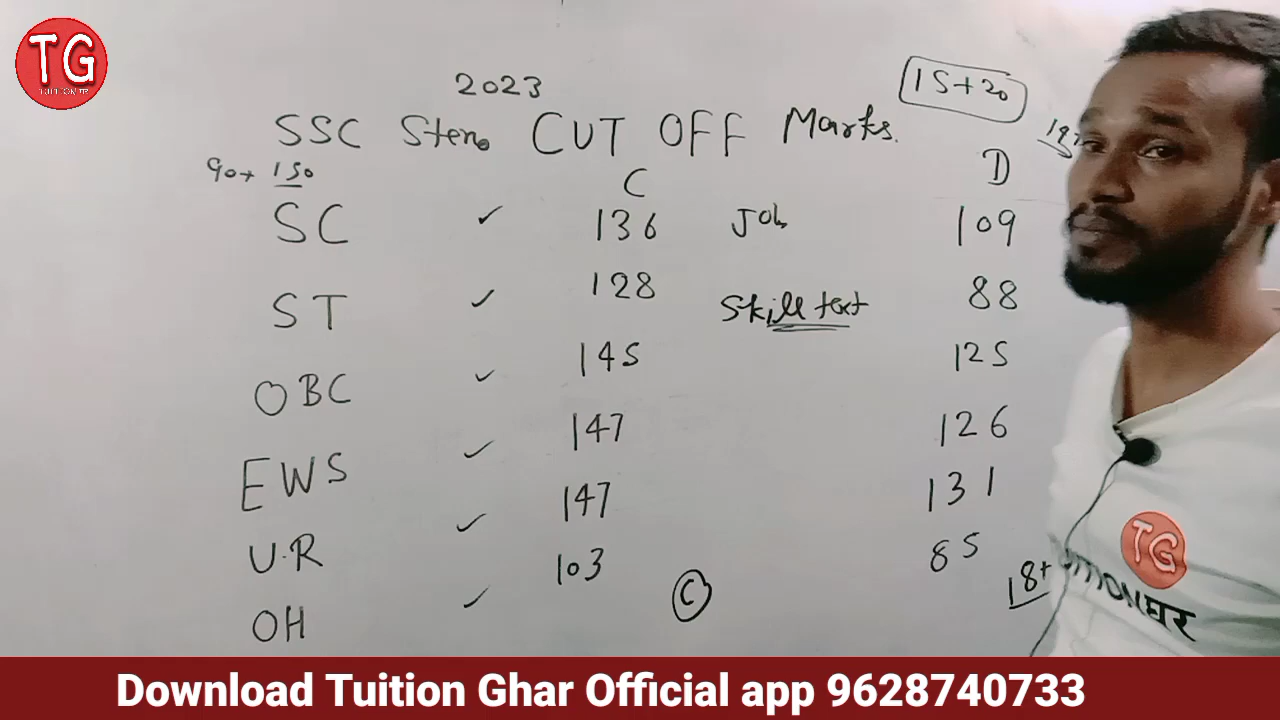 TG
2023
15+20
SSC Steno CUT OFF Marks.
90+ 150
C D
SC ✓ 136 Job 109
ST ✓ 128 Skill test 88
OBC ✓ 145 125
EWS ✓ 147 126
U.R ✓ 147 131
OH ✓ 103 85
C
18+
TG
Download Tuition Ghar Official app 9628740733